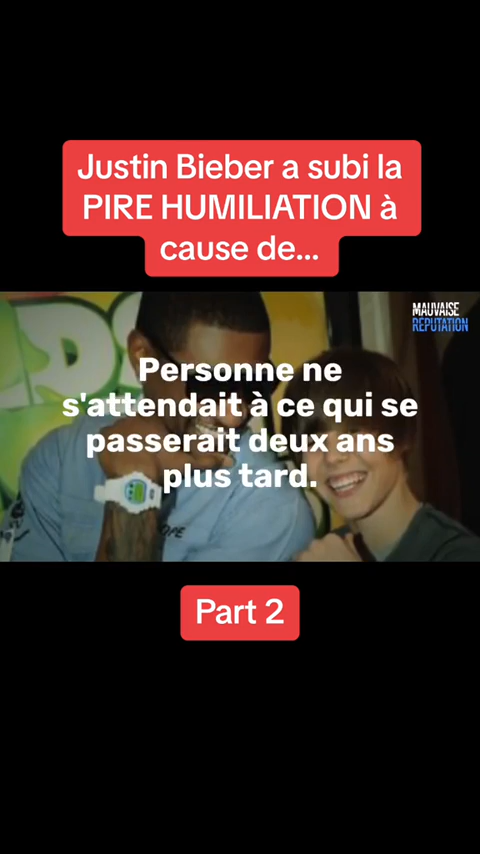 Justin Bieber a subi la
PIRE HUMILIATION à
cause de...
MAUVAISE
REPUTATION
Personne ne
s'attendait à ce qui se
passerait deux ans
plus tard.
Part 2